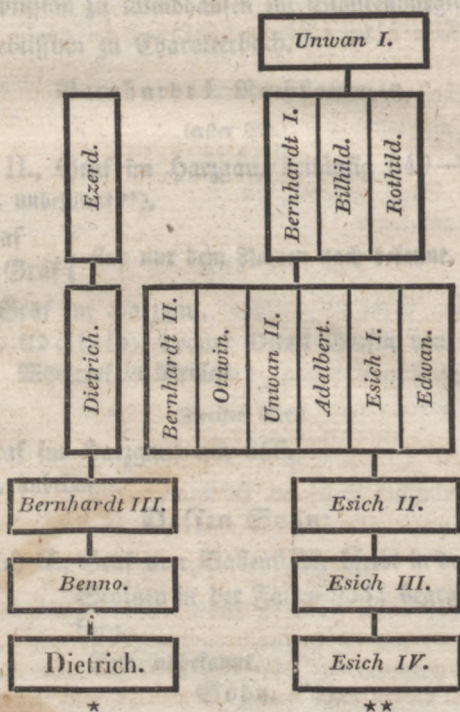 Unwan I.
Ezerd.
Bernhardt I.
Bilhild.
Rothild.
Dietrich.
Bernhardt II.
Ottwin.
Unwan II.
Adalbert.
Esich I.
Edwan.
Bernhardt III.
Esich II.
Benno.
Esich III.
Dietrich.
Esich IV.
★
★★